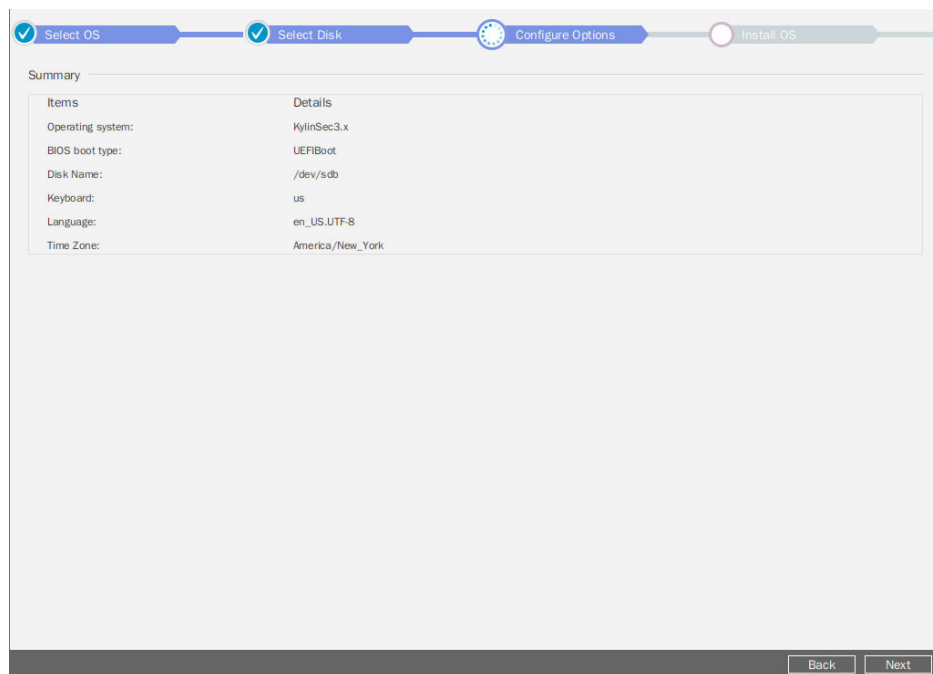 Select OS Select Disk Configure Options Install OS
Summary
Items Details
Operating system: KylinSec3.x
BIOS boot type: UEFIBoot
Disk Name: /dev/sdb
Keyboard: us
Language: en_US.UTF-8
Time Zone: America/New_York
Back Next